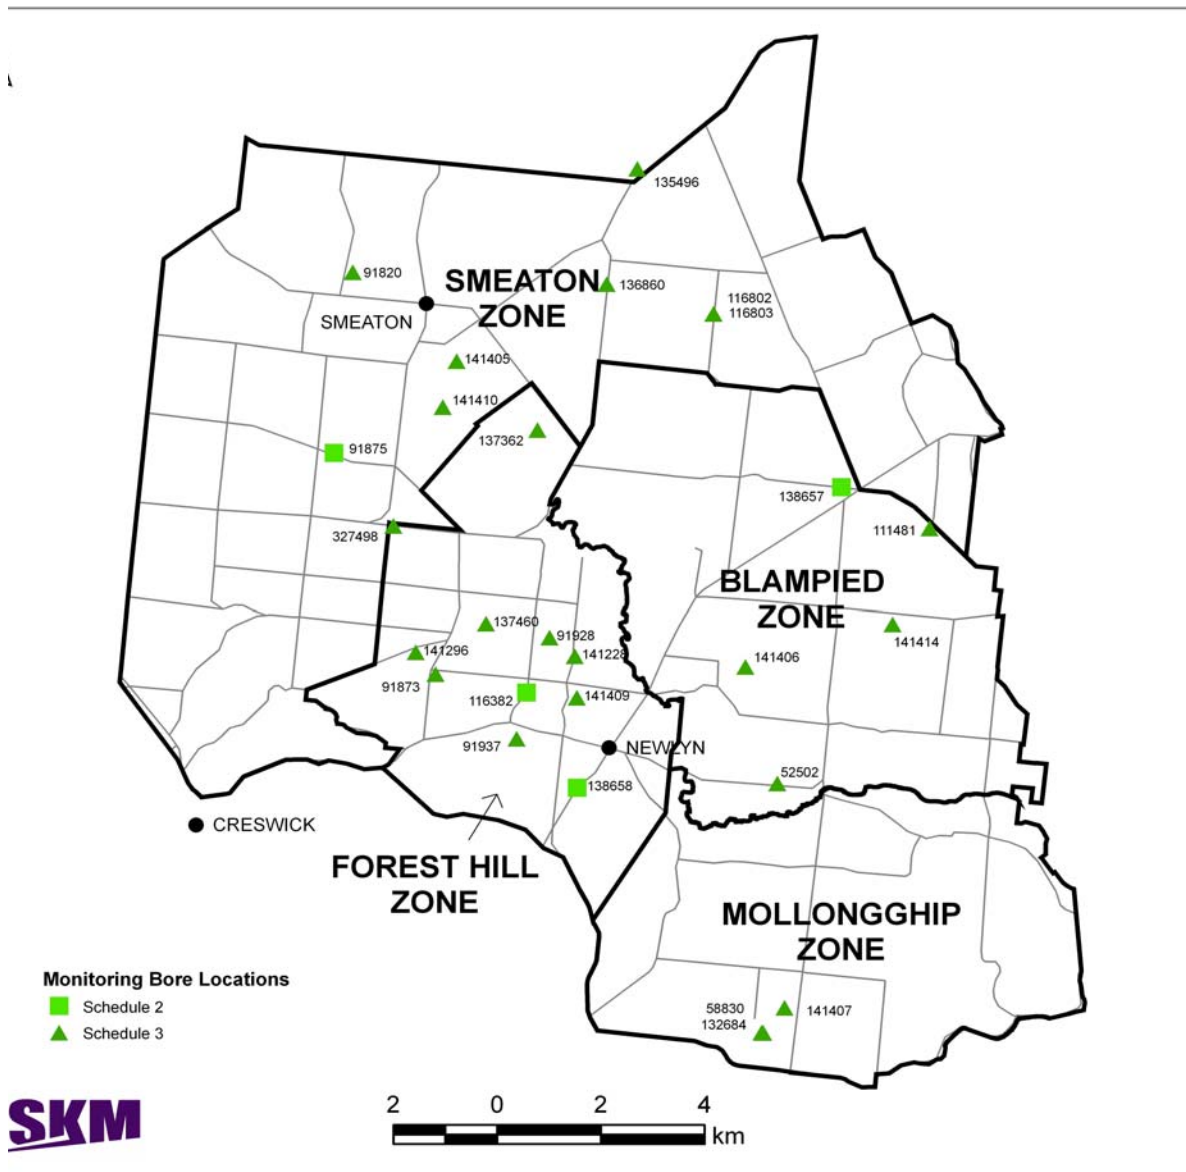 135496
91820
SMEATON
ZONE
136860
116802
116803
SMEATON
141405
141410
137362
91875
138657
327498
111481
BLAMPIED
ZONE
137460
91928
141228
141296
141414
141406
91873
116382
141409
91937
NEWLYN
52502
138658
CRESWICK
FOREST HILL
ZONE
MOLLONGGHIP
ZONE
Monitoring Bore Locations
Schedule 2
Schedule 3
58830
132684
141407
SKM
2 0 2 4
km